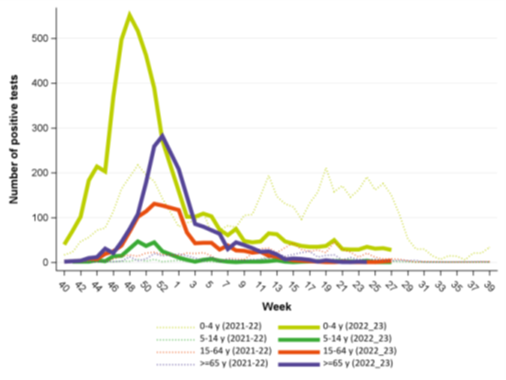 Number of positive tests
500
400
300
200
100
0
40 42 44 46 48 50 52 1 3 5 7 9 11 13 15 17 19 21 23 25 27 29 31 33 35 37 39
Week
0-4 y (2021-22) 0-4 y (2022_23)
5-14 y (2021-22) 5-14 y (2022_23)
15-64 y (2021-22) 15-64 y (2022_23)
>=65 y (2021-22) >=65 y (2022_23)